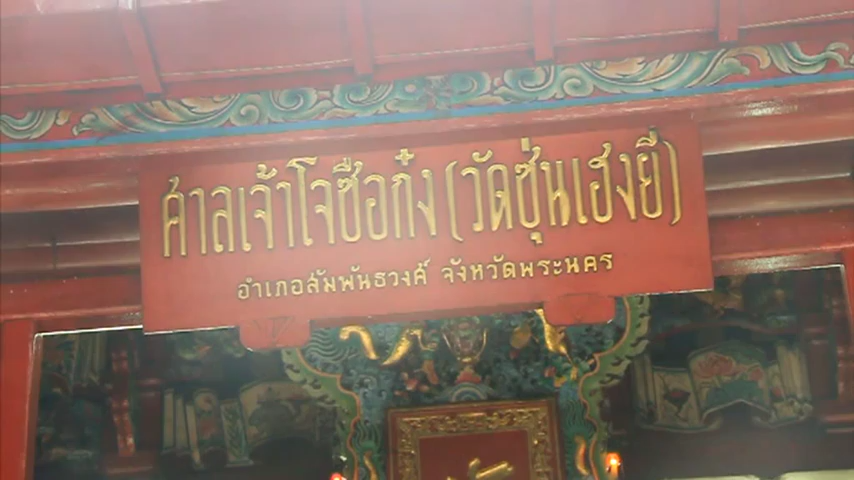 ศาลเจ้าโจซือก๋ง (วัดซุ่นเฮงยี่)
อำเภอสัมพันธวงศ์ จังหวัดพระนคร